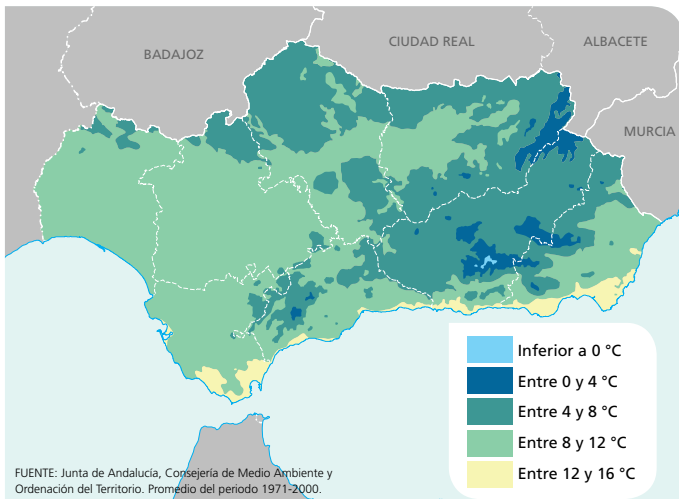 BADAJOZ
CIUDAD REAL
ALBACETE
MURCIA
Inferior a 0 °C
Entre 0 y 4 °C
Entre 4 y 8 °C
Entre 8 y 12 °C
Entre 12 y 16 °C
FUENTE: Junta de Andalucía, Consejería de Medio Ambiente y
Ordenación del Territorio. Promedio del periodo 1971-2000.